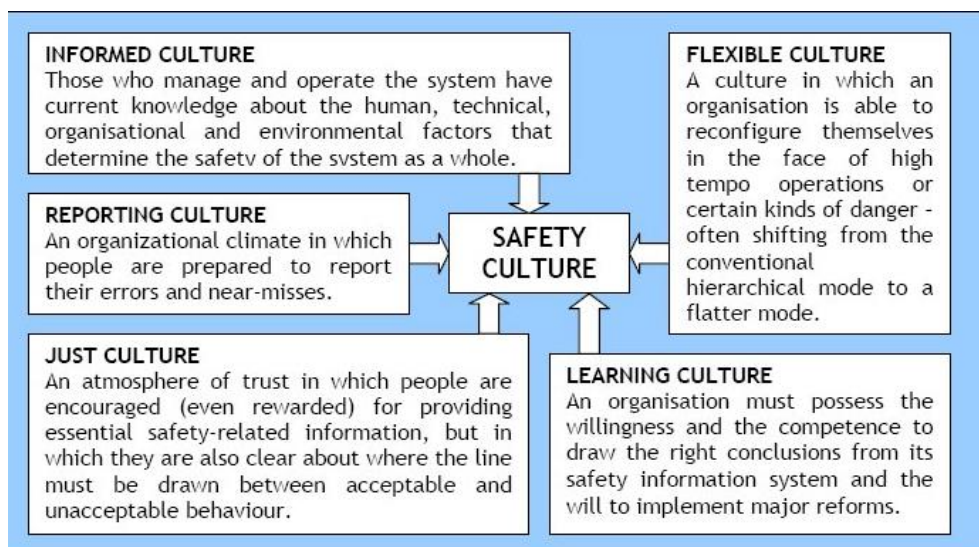 INFORMED CULTURE
Those who manage and operate the system have
current knowledge about the human, technical,
organisational and environmental factors that
determine the safety of the system as a whole.
REPORTING CULTURE
An organizational climate in which
people are prepared to report
their errors and near-misses.
JUST CULTURE
An atmosphere of trust in which people are
encouraged (even rewarded) for providing
essential safety-related information, but in
which they are also clear about where the line
must be drawn between acceptable and
unacceptable behaviour.
SAFETY
CULTURE
FLEXIBLE CULTURE
A culture in which an
organisation is able to
reconfigure themselves
in the face of high
tempo operations or
certain kinds of danger -
often shifting from the
conventional
hierarchical mode to a
flatter mode.
LEARNING CULTURE
An organisation must possess the
willingness and the competence to
draw the right conclusions from its
safety information system and the
will to implement major reforms.